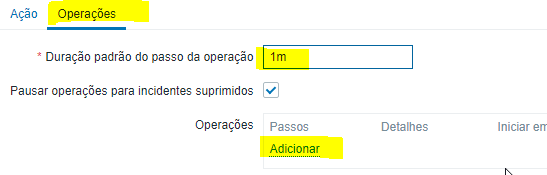 Ação Operações
* Duração padrão do passo da operação 1m
Pausar operações para incidentes suprimidos
Operações Passos Detalhes Iniciar em
Adicionar